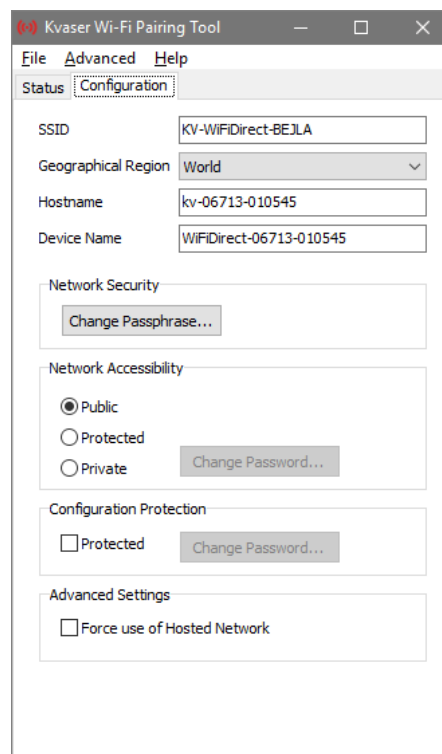 Kvaser Wi-Fi Pairing Tool
File Advanced Help
Status Configuration
SSID KV-WiFiDirect-BEJLA
Geographical Region World
Hostname kv-06713-010545
Device Name WiFiDirect-06713-010545
Network Security
Change Passphrase...
Network Accessibility
Public
Protected
Private Change Password...
Configuration Protection
Protected Change Password...
Advanced Settings
Force use of Hosted Network